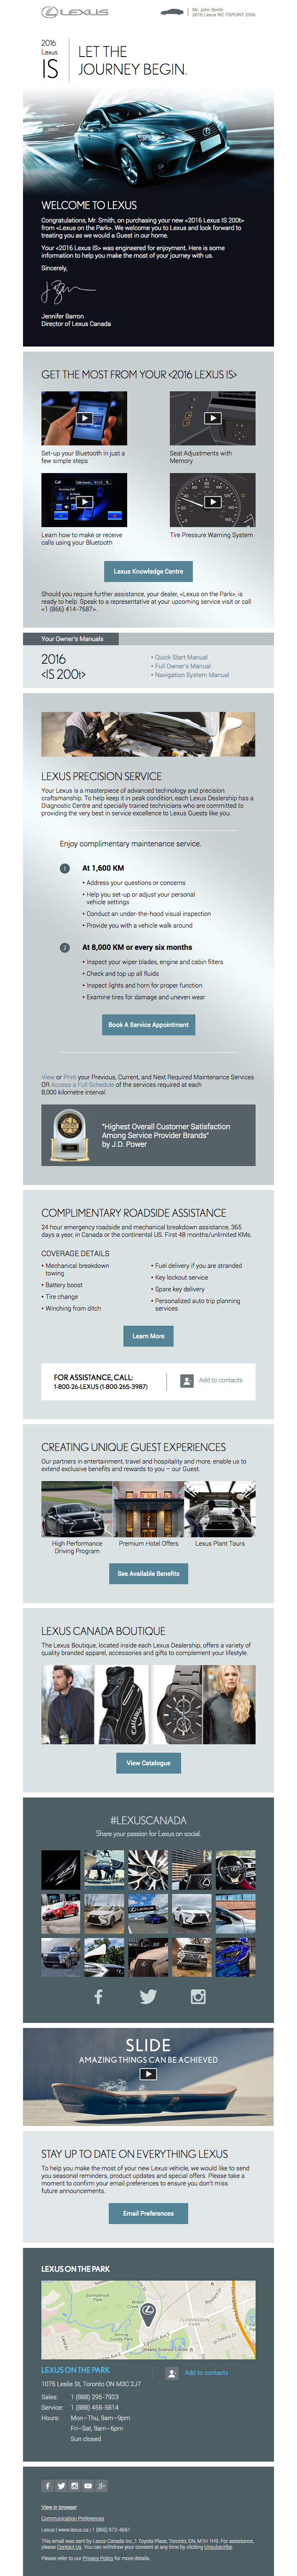 LEXUS
Mr. John Smith
2016 Lexus RC FSPORT 200t
2016
Lexus
IS
LET THE
JOURNEY BEGIN.
WELCOME TO LEXUS
Congratulations, Mr. Smith, on purchasing your new <2016 Lexus IS 200t>
from <Lexus on the Park>. We welcome you to Lexus and look forward to
treating you as we would a Guest in our home.
Your <2016 Lexus IS> was engineered for enjoyment. Here is some
information to help you make the most of your journey with us.
Sincerely,
Jennifer Barron
Director of Lexus Canada
GET THE MOST FROM YOUR <2016 LEXUS IS>
Set-up your Bluetooth in just a
few simple steps
Seat Adjustments with
Memory
Learn how to make or receive
calls using your Bluetooth
Tire Pressure Warning System
Lexus Knowledge Centre
Should you require further assistance, your dealer, <Lexus on the Park>, is
ready to help. Speak to a representative at your upcoming service visit or call
<1 (866) 414-7687>.
Your Owner's Manuals
2016
<IS 200t>
• Quick Start Manual
• Full Owner's Manual
• Navigation System Manual
LEXUS PRECISION SERVICE
Your Lexus is a masterpiece of advanced technology and precision
craftsmanship. To help keep it in peak condition, each Lexus Dealership has a
Diagnostic Centre and specially trained technicians who are committed to
providing the very best in service excellence to Lexus Guests like you.
Enjoy complimentary maintenance service.
1
At 1,600 KM
• Address your questions or concerns
• Help you set-up or adjust your personal
vehicle settings
• Conduct an under-the-hood visual inspection
• Provide you with a vehicle walk around
2
At 8,000 KM or every six months
• Inspect your wiper blades, engine and cabin filters
• Check and top up all fluids
• Inspect lights and horn for proper function
• Examine tires for damage and uneven wear
Book A Service Appointment
View or Print your Previous, Current, and Next Required Maintenance Services
OR Access a Full Schedule of the services required at each
8,000 kilometre interval.
"Highest Overall Customer Satisfaction
Among Service Provider Brands"
by J.D. Power
COMPLIMENTARY ROADSIDE ASSISTANCE
24 hour emergency roadside and mechanical breakdown assistance, 365
days a year, in Canada or the continental US. First 48 months/unlimited KMs.
COVERAGE DETAILS
• Mechanical breakdown
towing
• Battery boost
• Tire change
• Winching from ditch
• Fuel delivery if you are stranded
• Key lockout service
• Spare key delivery
• Personalized auto trip planning
services
Learn More
FOR ASSISTANCE, CALL:
1-800-26-LEXUS (1-800-265-3987)
Add to contacts
CREATING UNIQUE GUEST EXPERIENCES
Our partners in entertainment, travel and hospitality and more, enable us to
extend exclusive benefits and rewards to you – our Guest.
High Performance
Driving Program
Premium Hotel Offers
Lexus Plant Tours
See Available Benefits
LEXUS CANADA BOUTIQUE
The Lexus Boutique, located inside each Lexus Dealership, offers a variety of
quality branded apparel, accessories and gifts to complement your lifestyle.
Callaway
View Catalogue
#LEXUSCANADA
Share your passion for Lexus on social.
SLIDE
AMAZING THINGS CAN BE ACHIEVED
STAY UP TO DATE ON EVERYTHING LEXUS
To help you make the most of your new Lexus vehicle, we would like to send
you seasonal reminders, product updates and special offers. Please take a
moment to confirm your email preferences to ensure you don't miss
future announcements.
Email Preferences
LEXUS ON THE PARK
FLEMINGDON
PARK
Ontario Science Centre
LEXUS ON THE PARK
1075 Leslie St, Toronto ON M3C 2J7
Add to contacts
Sales: 1 (888) 295-7923
Service: 1 (888) 458-5814
Hours: Mon–Thu, 9am–9pm
Fri–Sat, 9am–6pm
Sun closed
View in browser
Communication Preferences
Lexus | www.lexus.ca | 1 (866) 972-4661
This email was sent by Lexus Canada Inc.,1 Toyota Place, Toronto, ON, M1H 1H9. For assistance,
please Contact Us. You can withdraw your consent at any time by clicking Unsubscribe.
Please refer to our Privacy Policy for more details.